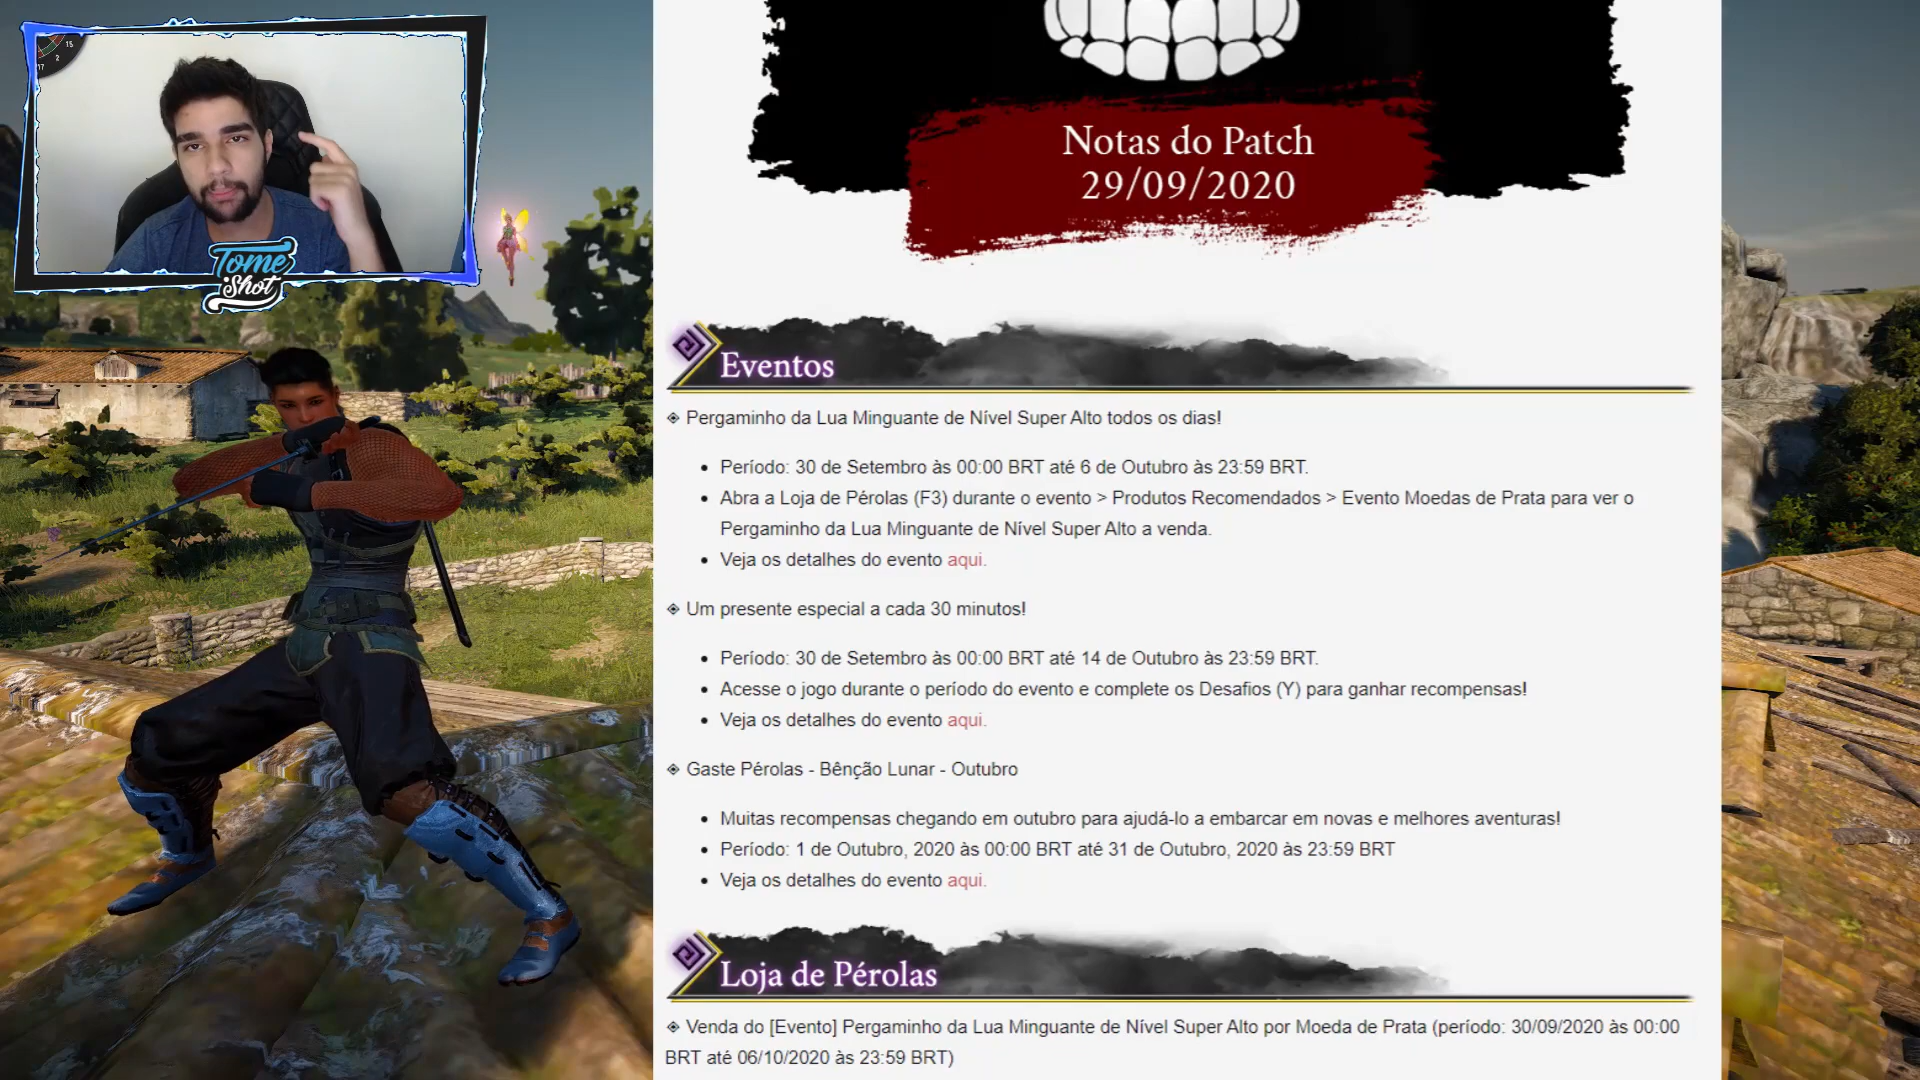 15
2
17
Tome
Shot
Notas do Patch
29/09/2020
Eventos
Pergaminho da Lua Minguante de Nível Super Alto todos os dias!
Período: 30 de Setembro às 00:00 BRT até 6 de Outubro às 23:59 BRT.
Abra a Loja de Pérolas (F3) durante o evento > Produtos Recomendados > Evento Moedas de Prata para ver o
Pergaminho da Lua Minguante de Nível Super Alto a venda.
Veja os detalhes do evento aqui.
Um presente especial a cada 30 minutos!
Período: 30 de Setembro às 00:00 BRT até 14 de Outubro às 23:59 BRT.
Acesse o jogo durante o período do evento e complete os Desafios (Y) para ganhar recompensas!
Veja os detalhes do evento aqui.
Gaste Pérolas - Bênção Lunar - Outubro
Muitas recompensas chegando em outubro para ajudá-lo a embarcar em novas e melhores aventuras!
Período: 1 de Outubro, 2020 às 00:00 BRT até 31 de Outubro, 2020 às 23:59 BRT
Veja os detalhes do evento aqui.
Loja de Pérolas
Venda do [Evento] Pergaminho da Lua Minguante de Nível Super Alto por Moeda de Prata (período: 30/09/2020 às 00:00
BRT até 06/10/2020 às 23:59 BRT)